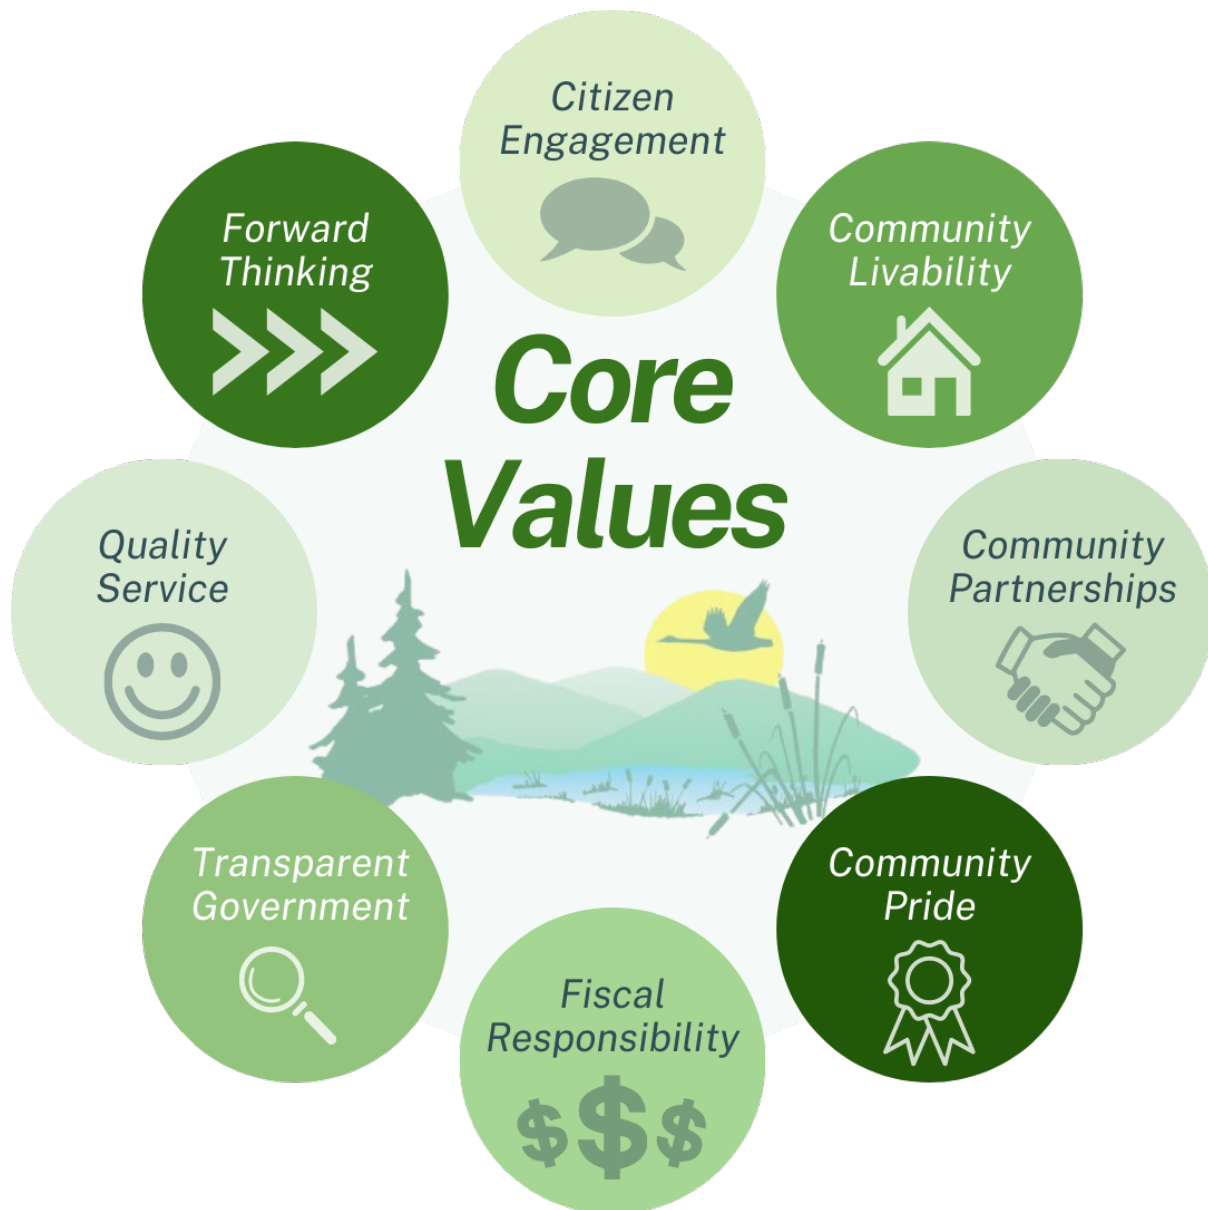 Citizen
Engagement
Forward
Thinking
Community
Livability
Core
Values
Quality
Service
Community
Partnerships
Transparent
Government
Community
Pride
Fiscal
Responsibility
$ $ $